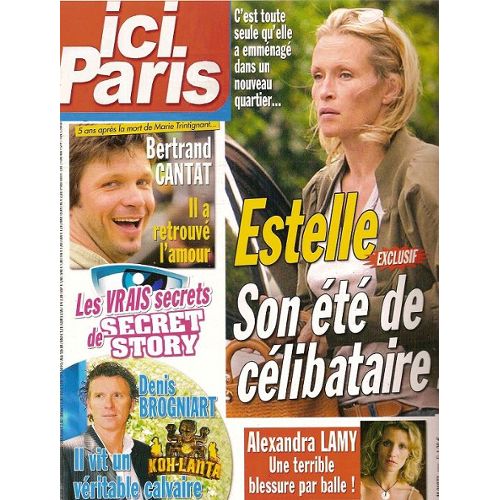 ici
Paris
C'est toute
seule qu'elle
a emménagé
dans un
nouveau
quartier...
5 ans après la mort de Marie Trintignant...
Bertrand
CANTAT
Il a
retrouvé
l'amour
Estelle
EXCLUSIF
Son été de
célibataire
Les VRAIS secrets
de SECRET
STORY
Denis
BROGNIART
KOH-LANTA
Il vit un
véritable calvaire
Alexandra LAMY
Une terrible
blessure par balle !